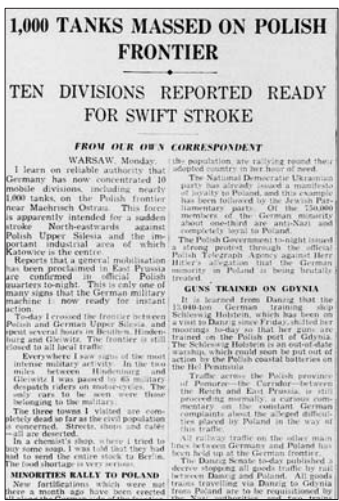 1,000 TANKS MASSED ON POLISH
FRONTIER
TEN DIVISIONS REPORTED READY
FOR SWIFT STROKE
FROM OUR OWN CORRESPONDENT
WARSAW, Monday.
I learn on reliable authority that
Germany has now concentrated 10
mobile divisions, including nearly
1,000 tanks, on the Polish frontier
near Maehrisch Ostrau. This force
is apparently intended for a sudden
stroke North-eastwards against
Polish Upper Silesia and the im-
portant industrial area of which
Katowice is the centre.
Reports that a general mobilisation
has been proclaimed in East Prussia
are confirmed in official Polish
quarters to-night. This is only one of
many signs that the German military
machine is now ready for instant
action.
To-day I crossed the frontier between
Polish and German Upper Silesia and
spent several hours in Beuthen, Hinden-
burg and Gleiwitz. The frontier is still
closed to all local traffic.
Everywhere I saw signs of the most
intense military activity. In the two
miles between Hindenburg and
Gleiwitz I was passed by 65 military
despatch riders on motor-cycles. The
only cars to be seen were those
belonging to the military.
The three towns I visited are com-
pletely dead so far as the civil population
is concerned. Streets, shops and cafés
—all are deserted.
In a chemist's shop, where I tried to
buy some soap, I was told that they had
had to send the entire stock to Berlin.
The food shortage is very serious.
MINORITIES RALLY TO POLAND
New fortifications which were not
there a month ago have been erected
the population, are rallying round their
adopted country in her hour of need.
The National Democratic Ukrainian
party has already issued a manifesto
of loyalty to Poland, and this example
has been followed by the Jewish Par-
liamentary party. Of the 750,000
members of the German minority
about one-third are anti-Nazi and
completely loyal to Poland.
The Polish Government to-night issued
a strong protest through the official
Polish Telegraph Agency against Herr
Hitler's allegation that the German
minority in Poland is being brutally
treated.
GUNS TRAINED ON GDYNIA
It is learned from Danzig that the
13,040-ton German training ship
Schleswig Holstein, which has been on
a visit to Danzig since Friday, shifted her
moorings to-day so that her guns are
trained on the Polish port of Gdynia.
The Schleswig Holstein is an out-of-date
warship, which could soon be put out of
action by the Polish coastal batteries on
the Hel Peninsula.
Traffic across the Polish province
of Pomorze—the Corridor—between
the Reich and East Prussia, is still
proceeding normally, a curious com-
mentary on the constant German
complaints about the alleged difficul-
ties placed by Poland in the way of
this traffic.
All railway traffic on the other main
lines between Germany and Poland has
been held up at the German frontier.
The Danzig Senate to-day published a
decree stopping all goods traffic by rail
between Danzig and Poland. All goods
trains travelling via Danzig to Gdynia
from Poland are to be requisitioned by